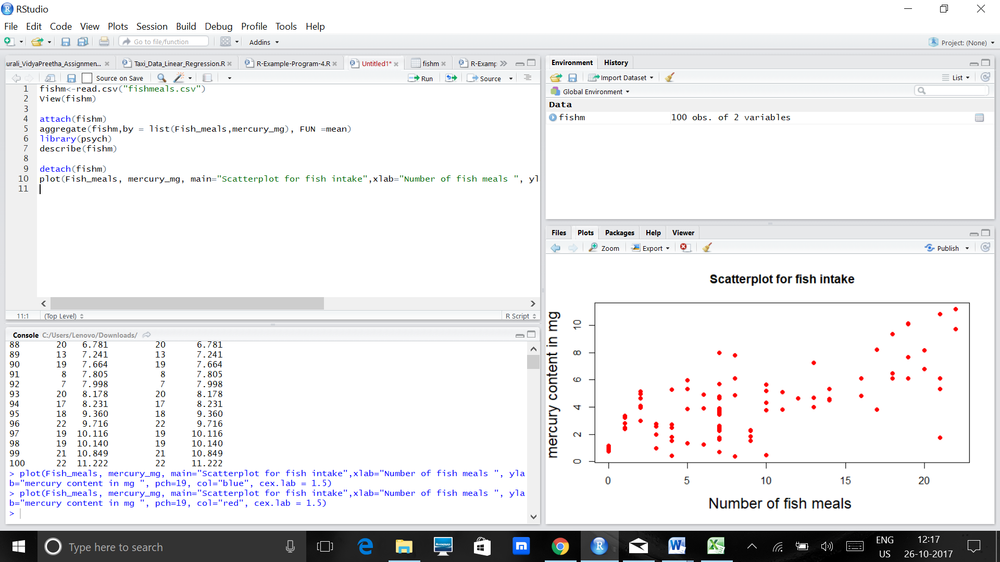 RStudio
File Edit Code View Plots Session Build Debug Profile Tools Help
Go to file/function Addins Project: (None)
urali_VidyaPreetha_Assignmen... Taxi_Data_Linear_Regression.R R-Example-Program-4.R Untitled1* fishm R-Examp
Source on Save Run Source
1 fishm<-read.csv("fishmeals.csv")
2 View(fishm)
3
4 attach(fishm)
5 aggregate(fishm,by = list(Fish_meals,mercury_mg), FUN =mean)
6 library(psych)
7 describe(fishm)
8
9 detach(fishm)
10 plot(Fish_meals, mercury_mg, main="Scatterplot for fish intake",xlab="Number of fish meals ", yl
11
11:1 (Top Level) R Script
Console C:/Users/Lenovo/Downloads/
88 20 6.781 20 6.781
89 13 7.241 13 7.241
90 19 7.664 19 7.664
91 8 7.805 8 7.805
92 7 7.998 7 7.998
93 20 8.178 20 8.178
94 17 8.231 17 8.231
95 18 9.360 18 9.360
96 22 9.716 22 9.716
97 19 10.116 19 10.116
98 19 10.140 19 10.140
99 21 10.849 21 10.849
100 22 11.222 22 11.222
> plot(Fish_meals, mercury_mg, main="Scatterplot for fish intake",xlab="Number of fish meals ", yla
b="mercury content in mg ", pch=19, col="blue", cex.lab = 1.5)
> plot(Fish_meals, mercury_mg, main="Scatterplot for fish intake",xlab="Number of fish meals ", yla
b="mercury content in mg ", pch=19, col="red", cex.lab = 1.5)
>
Environment History
Import Dataset List
Global Environment
Data
fishm 100 obs. of 2 variables
Files Plots Packages Help Viewer
Zoom Export Publish
Scatterplot for fish intake
mercury content in mg
10
8
6
4
2
0
0 5 10 15 20
Number of fish meals
Type here to search
lenovo
ENG
US
12:17
26-10-2017